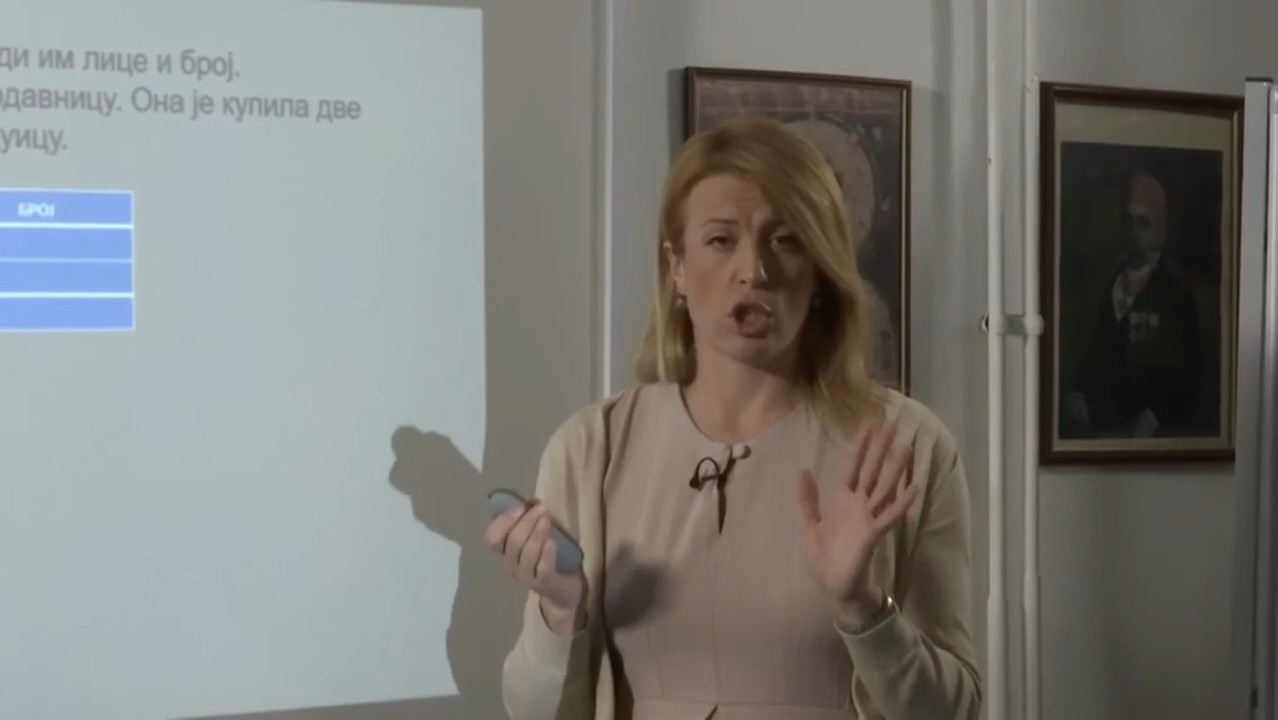 ди им лице и број.
одавницу. Она је купила две
уицу.
БРОЈ